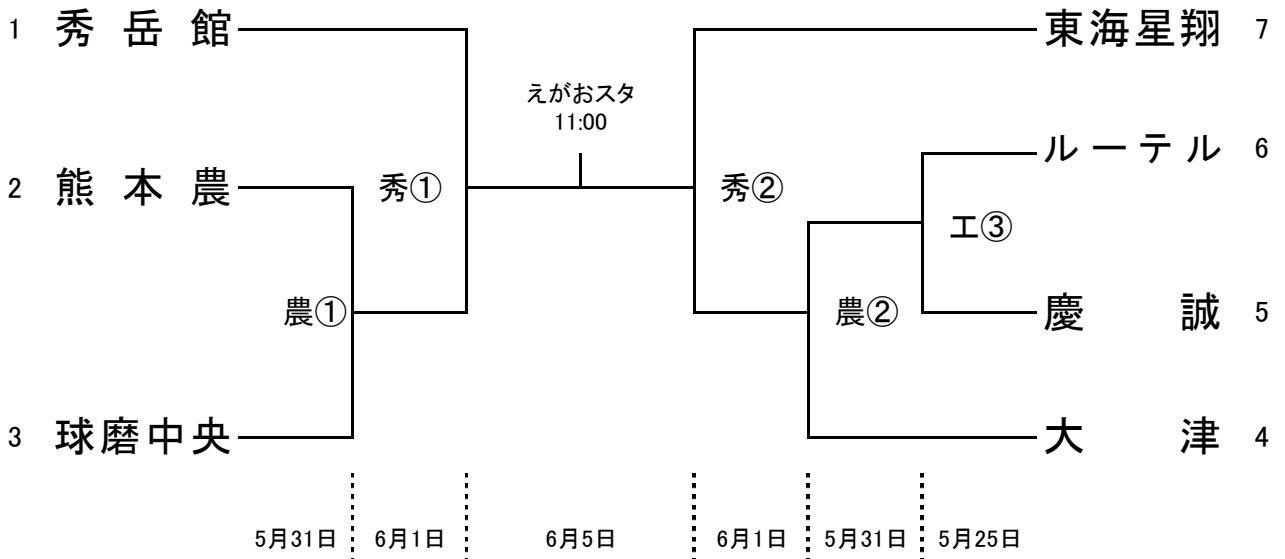 1 秀岳館
東海星翔 7
えがおスタ
11:00
ルーテル 6
2 熊本農
秀①
秀②
工③
農①
農②
慶誠 5
3 球磨中央
大津 4
5月31日 6月1日 6月5日 6月1日 5月31日 5月25日